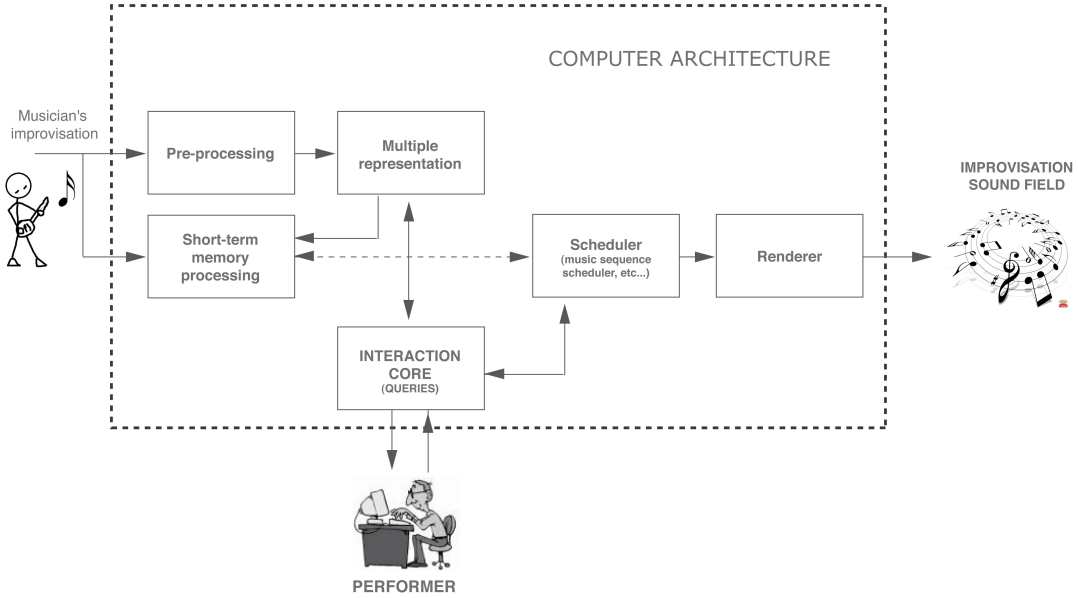 COMPUTER ARCHITECTURE
Musician's
improvisation
Pre-processing
Multiple
representation
IMPROVISATION
SOUND FIELD
Short-term
memory
processing
Scheduler
(music sequence
scheduler, etc...)
Renderer
INTERACTION
CORE
(QUERIES)
PERFORMER